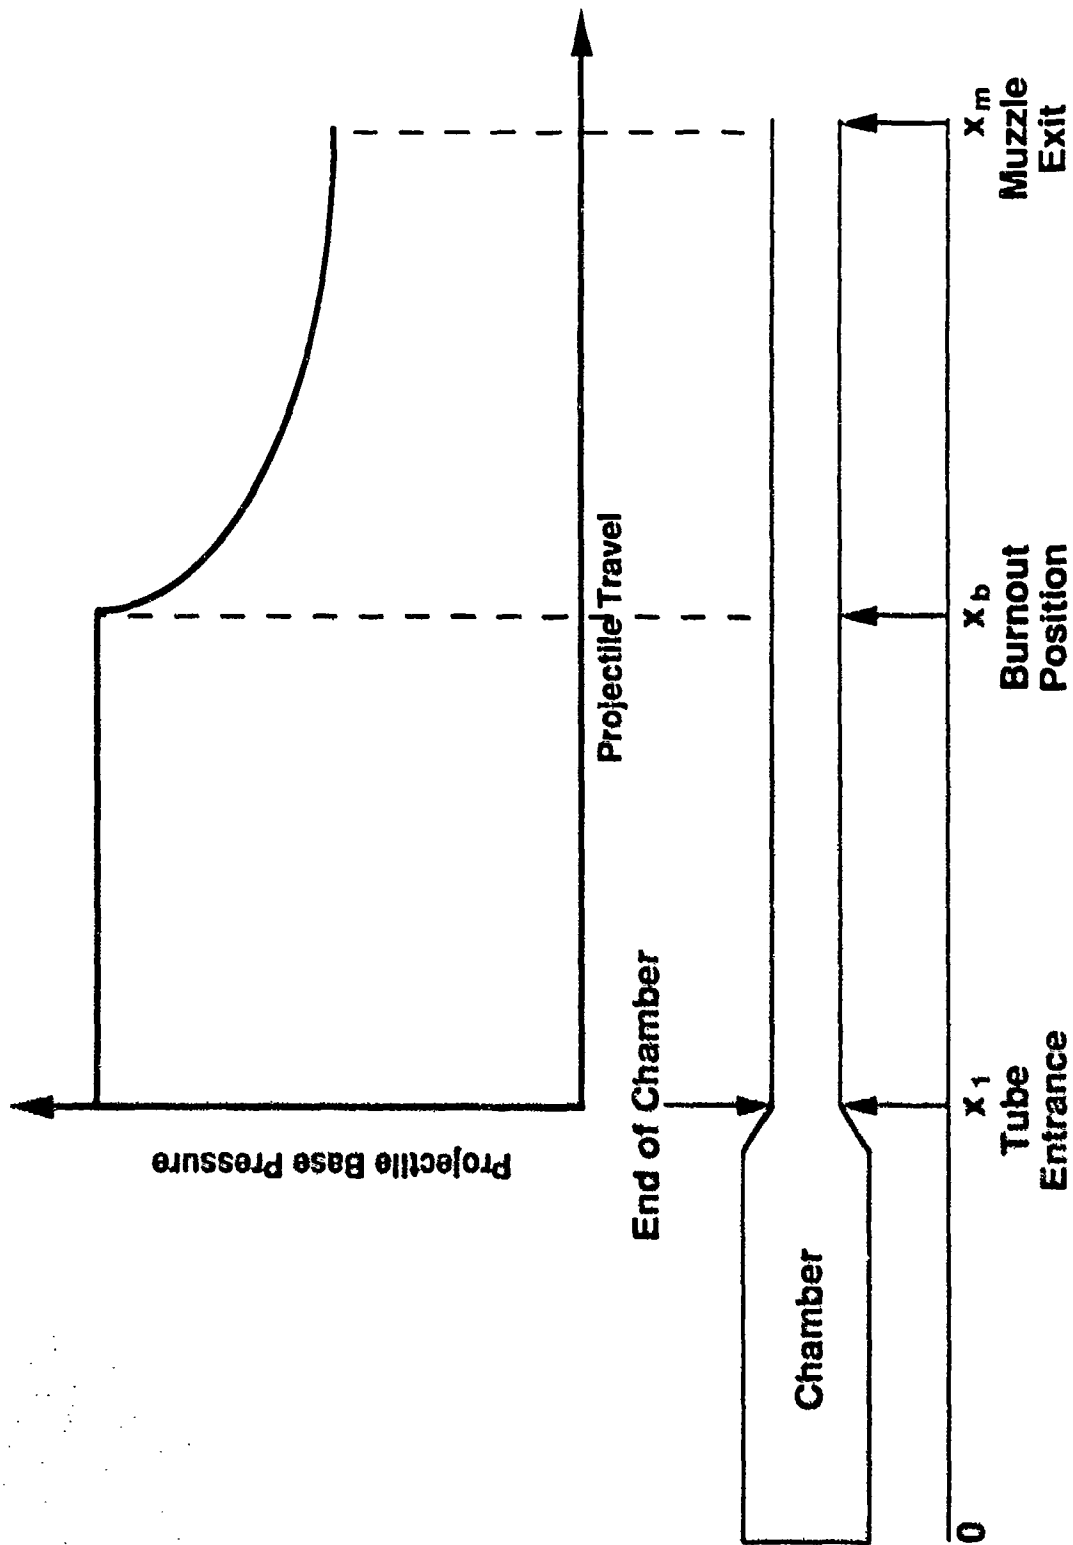 Projectile Base Pressure
Projectile Travel
End of Chamber
Chamber
0
x1
Tube
Entrance
xb
Burnout
Position
xm
Muzzle
Exit